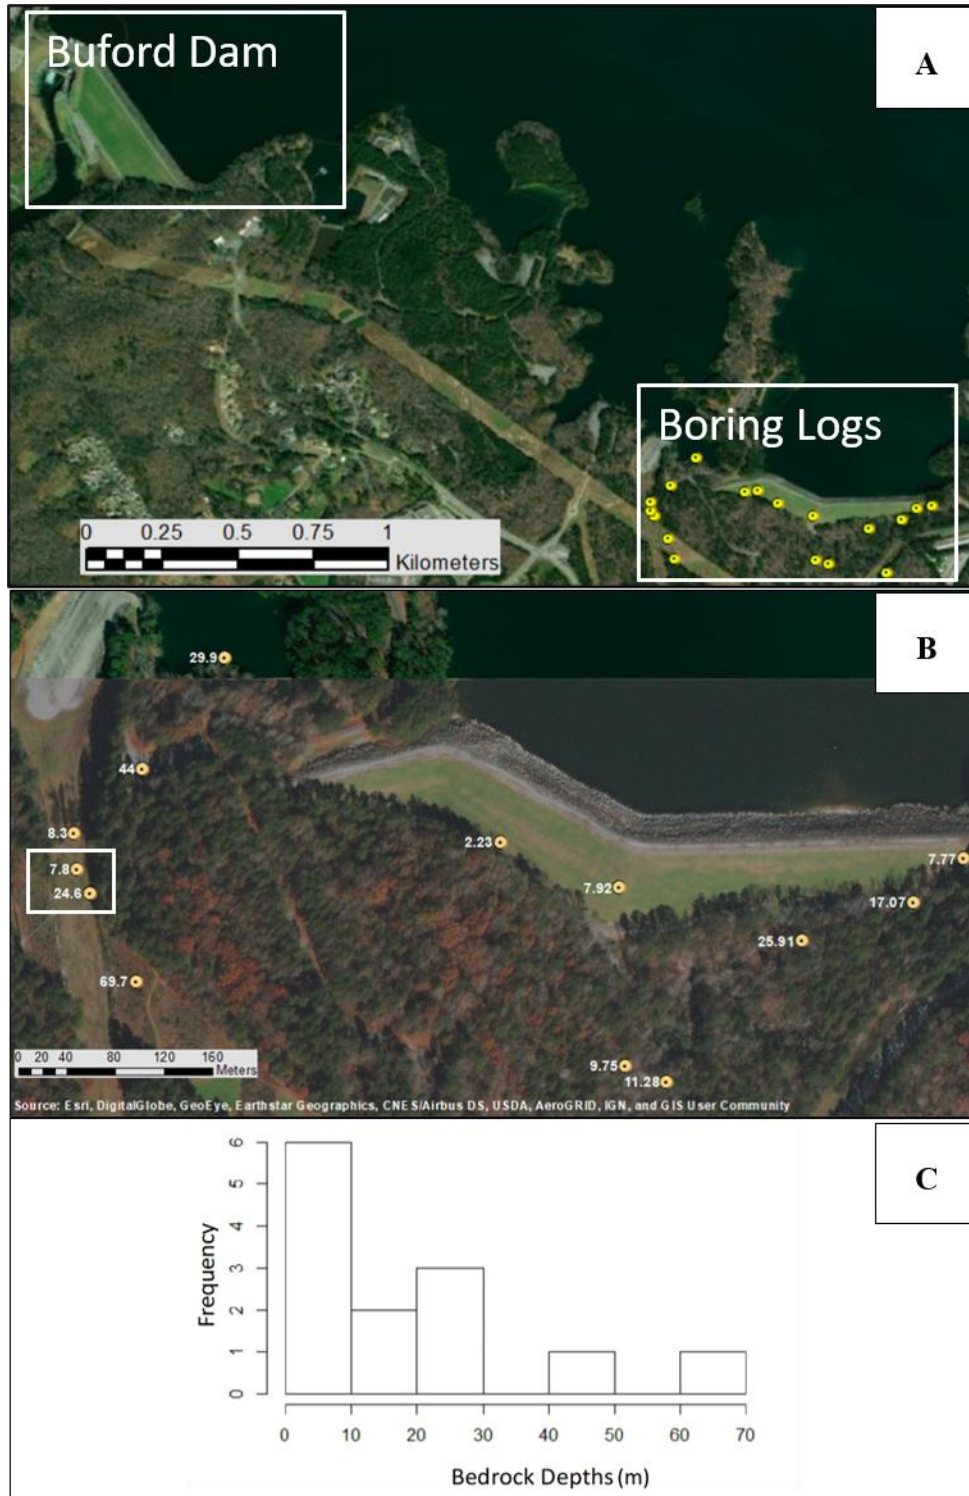 Buford Dam
A
Boring Logs
0 0.25 0.5 0.75 1
Kilometers
B
29.9
44
8.3
7.8
24.6
69.7
2.23
7.92
7.77
17.07
25.91
9.75
11.28
0 20 40 80 120 160
Meters
Source: Esri, DigitalGlobe, GeoEye, Earthstar Geographics, CNES/Airbus DS, USDA, AeroGRID, IGN, and GIS User Community
C
Frequency
6
5
4
3
2
1
0
0 10 20 30 40 50 60 70
Bedrock Depths (m)